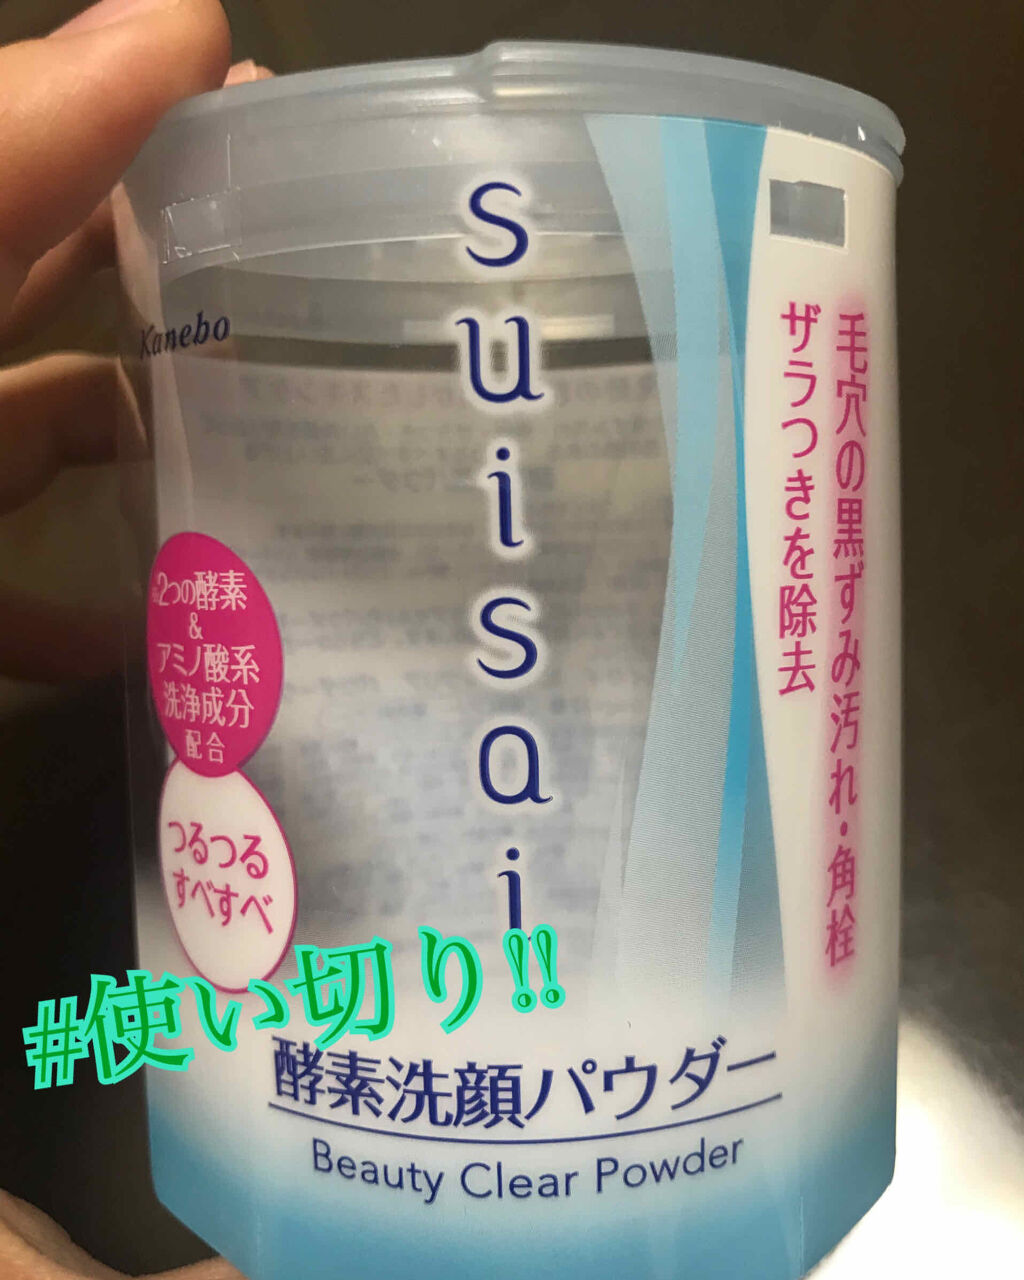 suisai
Kanebo
毛穴の黒ずみ汚れ・角栓
ザラつきを除去
2つの酵素
&
アミノ酸系
洗浄成分
配合
つるつる
すべすべ
#使い切り!!
酵素洗顔パウダー
Beauty Clear Powder